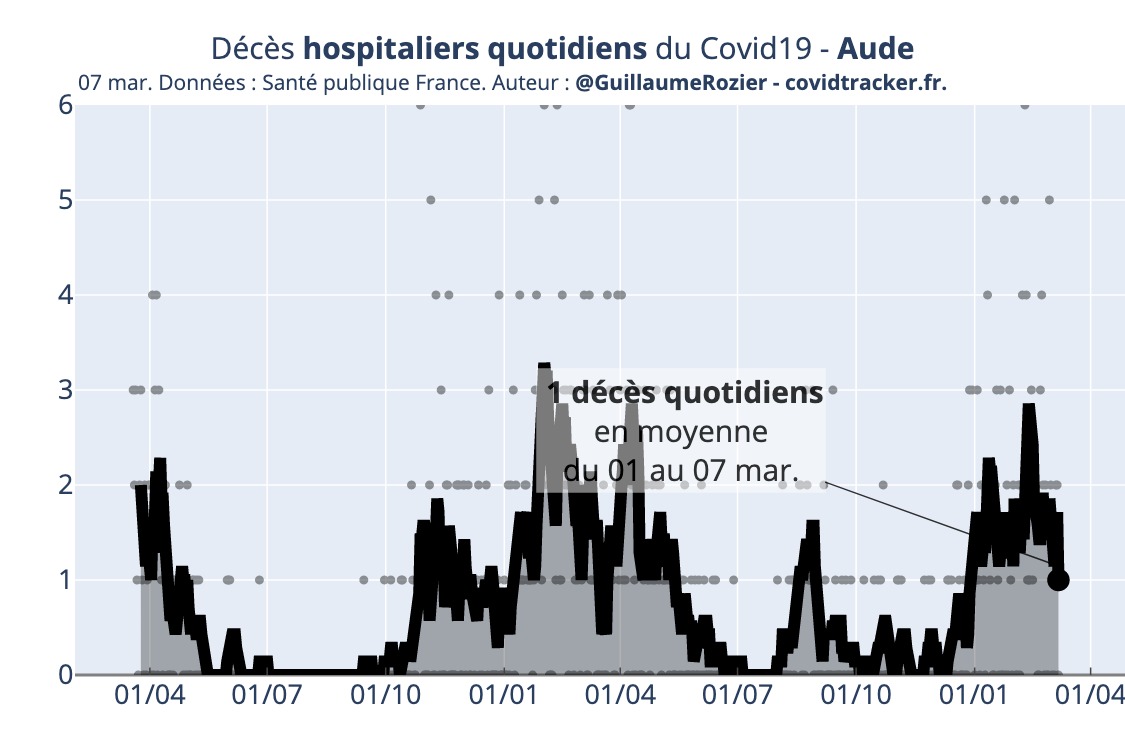 Décès hospitaliers quotidiens du Covid19 - Aude
07 mar. Données : Santé publique France. Auteur : @GuillaumeRozier - covidtracker.fr.
6
5
4
3
2
1
0
1 décès quotidiens
en moyenne
du 01 au 07 mar.
01/04 01/07 01/10 01/01 01/04 01/07 01/10 01/01 01/04